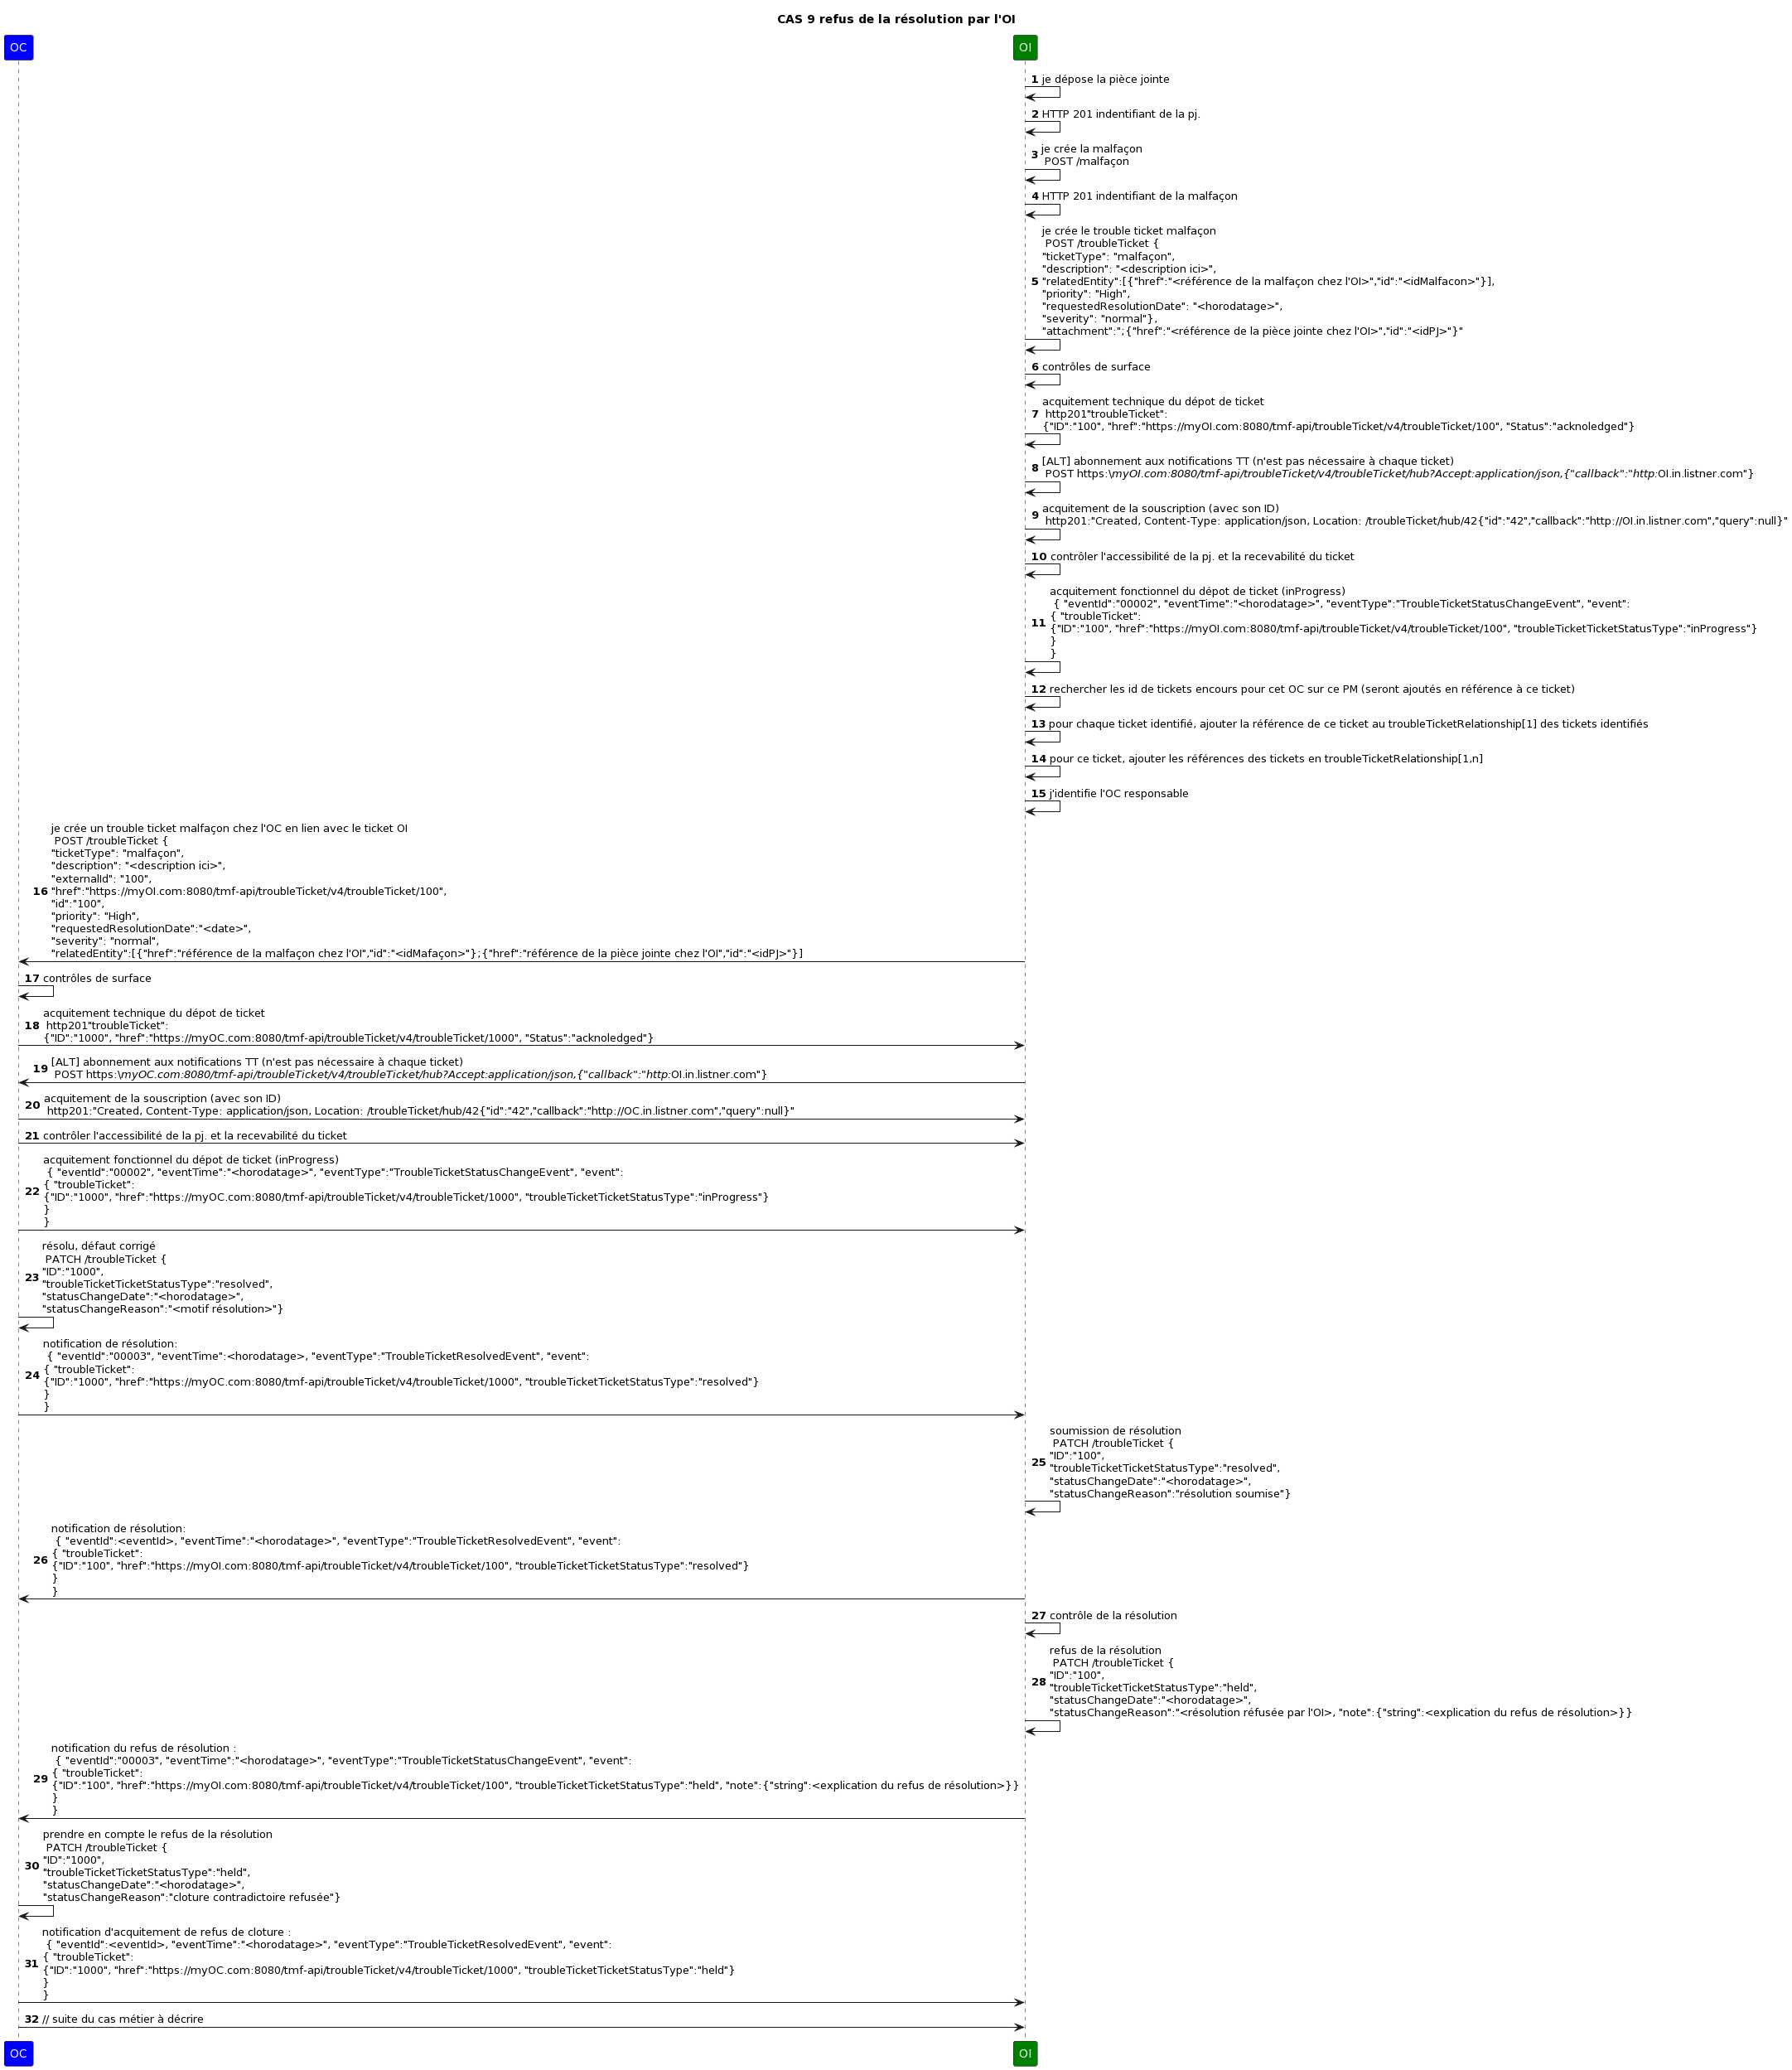 CAS 9 refus de la résolution par l'OI
OC
OI
1 je dépose la pièce jointe
2 HTTP 201 indentifiant de la pj.
3 je crée la malfaçon
POST /malfaçon
4 HTTP 201 indentifiant de la malfaçon
je crée le trouble ticket malfaçon
POST /troubleTicket {
"ticketType": "malfaçon",
"description": "<description ici>",
5 "relatedEntity":[{"href":"<référence de la malfaçon chez l'OI>","id":"<idMalfacon>"}],
"priority": "High",
"requestedResolutionDate": "<horodatage>",
"severity": "normal"},
"attachment":";{"href":"<référence de la pièce jointe chez l'OI>","id":"<idPJ>"}"
6 contrôles de surface
acquitement technique du dépot de ticket
7 http201"troubleTicket":
{"ID":"100", "href":"https://myOI.com:8080/tmf-api/troubleTicket/v4/troubleTicket/100", "Status":"acknoledged"}
8 [ALT] abonnement aux notifications TT (n'est pas nécessaire à chaque ticket)
POST https:\myOI.com:8080/tmf-api/troubleTicket/v4/troubleTicket/hub?Accept:application/json,{"callback":"http:OI.in.listner.com"}
9 acquitement de la souscription (avec son ID)
http201:"Created, Content-Type: application/json, Location: /troubleTicket/hub/42{"id":"42","callback":"http://OI.in.listner.com","query":null}"
10 contrôler l'accessibilité de la pj. et la recevabilité du ticket
acquitement fonctionnel du dépot de ticket (inProgress)
{ "eventId":"00002", "eventTime":"<horodatage>", "eventType":"TroubleTicketStatusChangeEvent", "event":
{ "troubleTicket":
11 {"ID":"100", "href":"https://myOI.com:8080/tmf-api/troubleTicket/v4/troubleTicket/100", "troubleTicketTicketStatusType":"inProgress"}
}
}
12 rechercher les id de tickets encours pour cet OC sur ce PM (seront ajoutés en référence à ce ticket)
13 pour chaque ticket identifié, ajouter la référence de ce ticket au troubleTicketRelationship[1] des tickets identifiés
14 pour ce ticket, ajouter les références des tickets en troubleTicketRelationship[1,n]
15 j'identifie l'OC responsable
je crée un trouble ticket malfaçon chez l'OC en lien avec le ticket OI
POST /troubleTicket {
"ticketType": "malfaçon",
"description": "<description ici>",
"externalId": "100",
16 "href":"https://myOI.com:8080/tmf-api/troubleTicket/v4/troubleTicket/100",
"id":"100",
"priority": "High",
"requestedResolutionDate":"<date>",
"severity": "normal",
"relatedEntity":[{"href":"référence de la malfaçon chez l'OI","id":"<idMafaçon>"};{"href":"référence de la pièce jointe chez l'OI","id":"<idPJ>"}]
17 contrôles de surface
acquitement technique du dépot de ticket
18 http201"troubleTicket":
{"ID":"1000", "href":"https://myOC.com:8080/tmf-api/troubleTicket/v4/troubleTicket/1000", "Status":"acknoledged"}
19 [ALT] abonnement aux notifications TT (n'est pas nécessaire à chaque ticket)
POST https:\myOC.com:8080/tmf-api/troubleTicket/v4/troubleTicket/hub?Accept:application/json,{"callback":"http:OI.in.listner.com"}
20 acquitement de la souscription (avec son ID)
http201:"Created, Content-Type: application/json, Location: /troubleTicket/hub/42{"id":"42","callback":"http://OC.in.listner.com","query":null}"
21 contrôler l'accessibilité de la pj. et la recevabilité du ticket
acquitement fonctionnel du dépot de ticket (inProgress)
{ "eventId":"00002", "eventTime":"<horodatage>", "eventType":"TroubleTicketStatusChangeEvent", "event":
{ "troubleTicket":
22 {"ID":"1000", "href":"https://myOC.com:8080/tmf-api/troubleTicket/v4/troubleTicket/1000", "troubleTicketTicketStatusType":"inProgress"}
}
}
résolu, défaut corrigé
PATCH /troubleTicket {
"ID":"1000",
23 "troubleTicketTicketStatusType":"resolved",
"statusChangeDate":"<horodatage>",
"statusChangeReason":"<motif résolution>"}
notification de résolution:
{ "eventId":"00003", "eventTime":<horodatage>, "eventType":"TroubleTicketResolvedEvent", "event":
{ "troubleTicket":
24 {"ID":"1000", "href":"https://myOC.com:8080/tmf-api/troubleTicket/v4/troubleTicket/1000", "troubleTicketTicketStatusType":"resolved"}
}
}
soumission de résolution
PATCH /troubleTicket {
"ID":"100",
25 "troubleTicketTicketStatusType":"resolved",
"statusChangeDate":"<horodatage>",
"statusChangeReason":"résolution soumise"}
notification de résolution:
{ "eventId":<eventId>, "eventTime":"<horodatage>", "eventType":"TroubleTicketResolvedEvent", "event":
{ "troubleTicket":
26 {"ID":"100", "href":"https://myOI.com:8080/tmf-api/troubleTicket/v4/troubleTicket/100", "troubleTicketTicketStatusType":"resolved"}
}
}
27 contrôle de la résolution
refus de la résolution
PATCH /troubleTicket {
"ID":"100",
28 "troubleTicketTicketStatusType":"held",
"statusChangeDate":"<horodatage>",
"statusChangeReason":"<résolution réfusée par l'OI>, "note":{"string":<explication du refus de résolution>}}
notification du refus de résolution :
{ "eventId":"00003", "eventTime":"<horodatage>", "eventType":"TroubleTicketStatusChangeEvent", "event":
{ "troubleTicket":
29 {"ID":"100", "href":"https://myOI.com:8080/tmf-api/troubleTicket/v4/troubleTicket/100", "troubleTicketTicketStatusType":"held", "note":{"string":<explication du refus de résolution>}}
}
}
prendre en compte le refus de la résolution
PATCH /troubleTicket {
"ID":"1000",
30 "troubleTicketTicketStatusType":"held",
"statusChangeDate":"<horodatage>",
"statusChangeReason":"cloture contradictoire refusée"}
notification d'acquitement de refus de cloture :
{ "eventId":<eventId>, "eventTime":"<horodatage>", "eventType":"TroubleTicketResolvedEvent", "event":
{ "troubleTicket":
31 {"ID":"1000", "href":"https://myOC.com:8080/tmf-api/troubleTicket/v4/troubleTicket/1000", "troubleTicketTicketStatusType":"held"}
}
}
32 // suite du cas métier à décrire
OC
OI